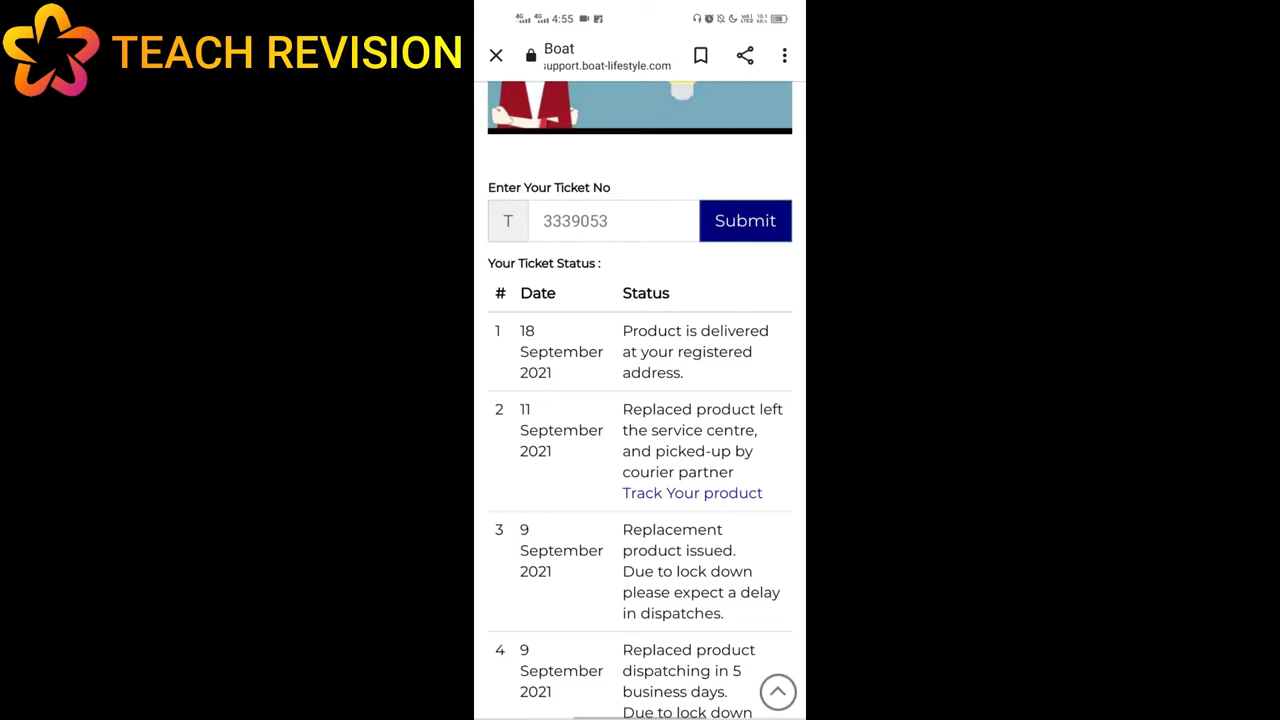 TEACH REVISION
4G 4G 4:55
Boat
support.boat-lifestyle.com
Enter Your Ticket No
T 3339053 Submit
Your Ticket Status :
# Date Status
1 18 September 2021 Product is delivered
at your registered
address.
2 11 September 2021 Replaced product left
the service centre,
and picked-up by
courier partner
Track Your product
3 9 September 2021 Replacement
product issued.
Due to lock down
please expect a delay
in dispatches.
4 9 September 2021 Replaced product
dispatching in 5
business days.
Due to lock down